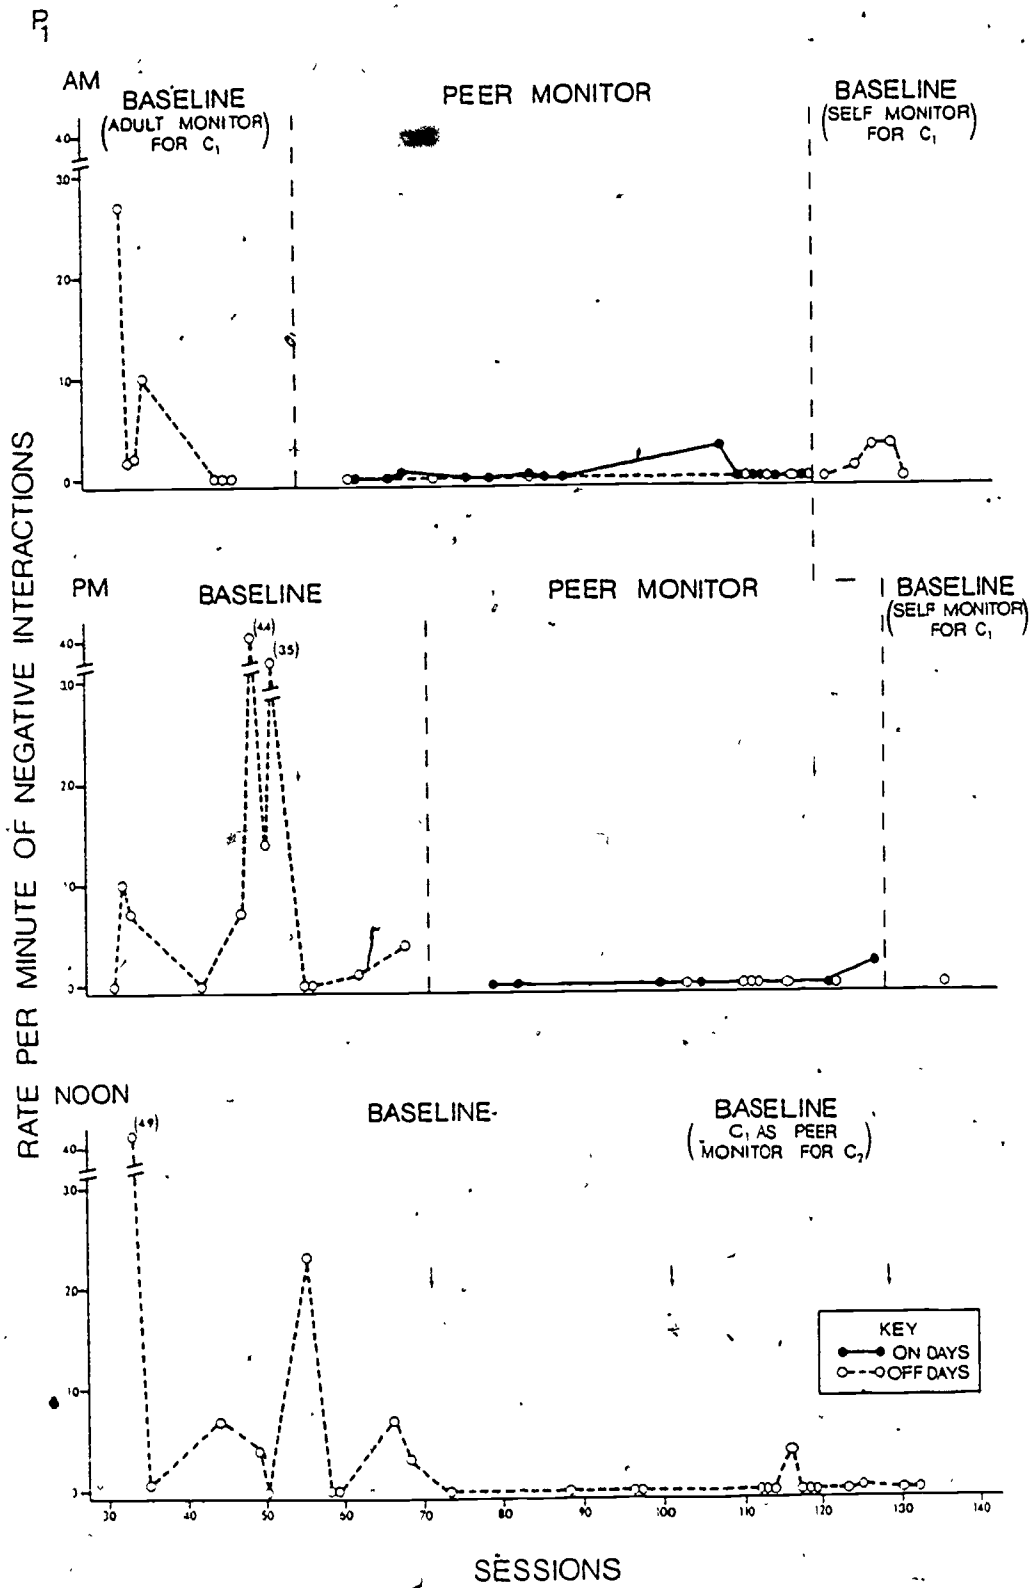 P1
AM
BASELINE
(ADULT MONITOR)
FOR C1
PEER MONITOR
BASELINE
(SELF MONITOR)
FOR C1
40
30
20
10
0
PM
BASELINE
PEER MONITOR
BASELINE
(SELF MONITOR)
FOR C1
(44)
(35)
40
30
20
10
0
NOON
BASELINE
BASELINE
(C1 AS PEER
MONITOR FOR C2)
(49)
40
30
20
10
0
KEY
ON DAYS
OFF DAYS
30 40 50 60 70 80 90 100 110 120 130 140
SESSIONS
RATE PER MINUTE OF NEGATIVE INTERACTIONS